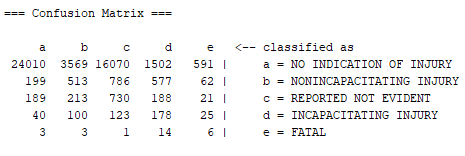 === Confusion Matrix ===
a b c d e <-- classified as
24010 3569 16070 1502 591 | a = NO INDICATION OF INJURY
199 513 786 577 62 | b = NONINCAPACITATING INJURY
189 213 730 188 21 | c = REPORTED NOT EVIDENT
40 100 123 178 25 | d = INCAPACITATING INJURY
3 3 1 14 6 | e = FATAL